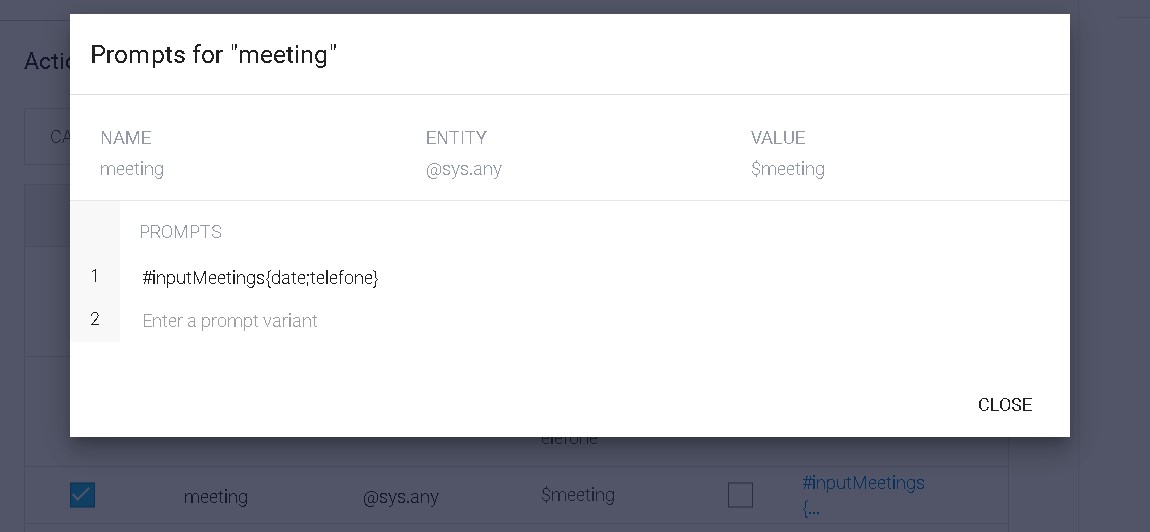 Actio
Prompts for "meeting"
CA
NAME ENTITY VALUE
meeting @sys.any $meeting
PROMPTS
1 #inputMeetings{date;telefone}
2 Enter a prompt variant
CLOSE
elefone
meeting @sys.any $meeting #inputMeetings
{...